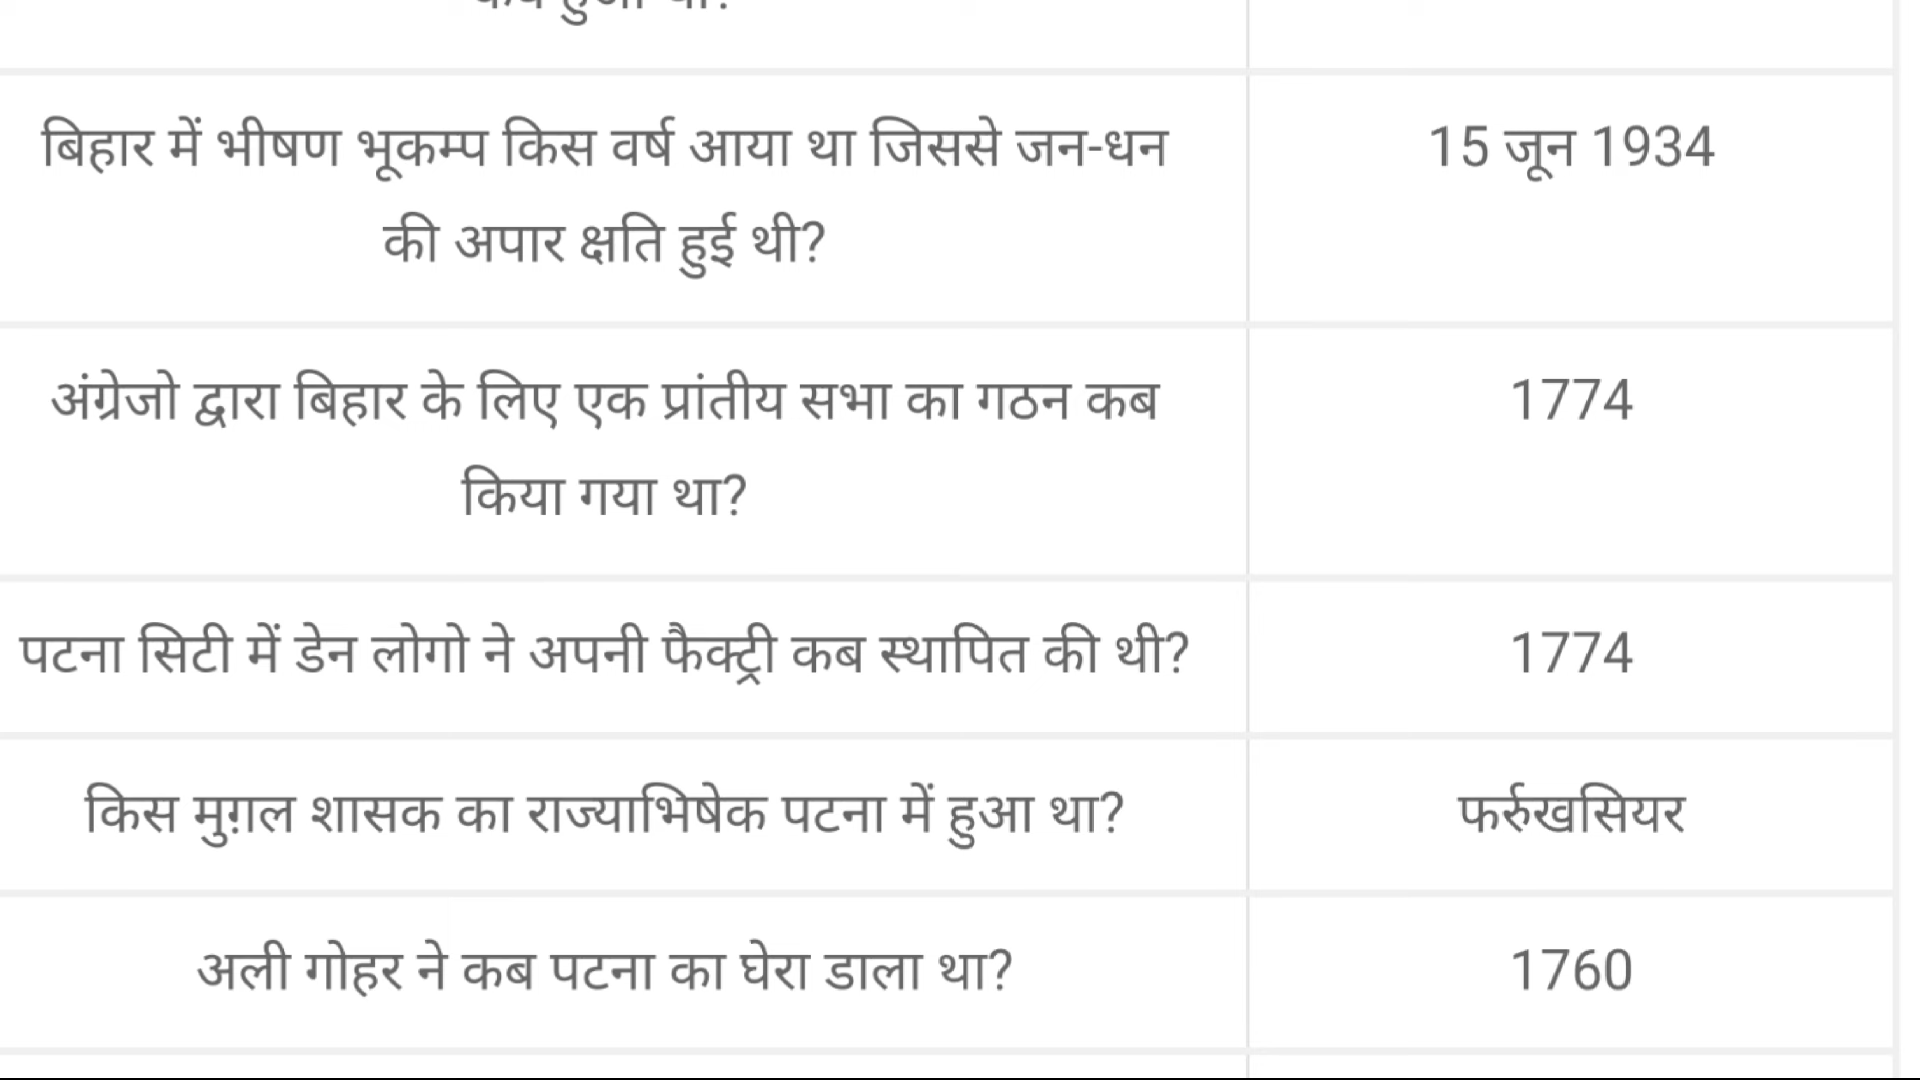 बिहार में भीषण भूकम्प किस वर्ष आया था जिससे जन-धन
की अपार क्षति हुई थी?
15 जून 1934
अंग्रेजो द्वारा बिहार के लिए एक प्रांतीय सभा का गठन कब
किया गया था?
1774
पटना सिटी में डेन लोगो ने अपनी फैक्ट्री कब स्थापित की थी?
1774
किस मुग़ल शासक का राज्याभिषेक पटना में हुआ था?
फर्रुखसियर
अली गोहर ने कब पटना का घेरा डाला था?
1760